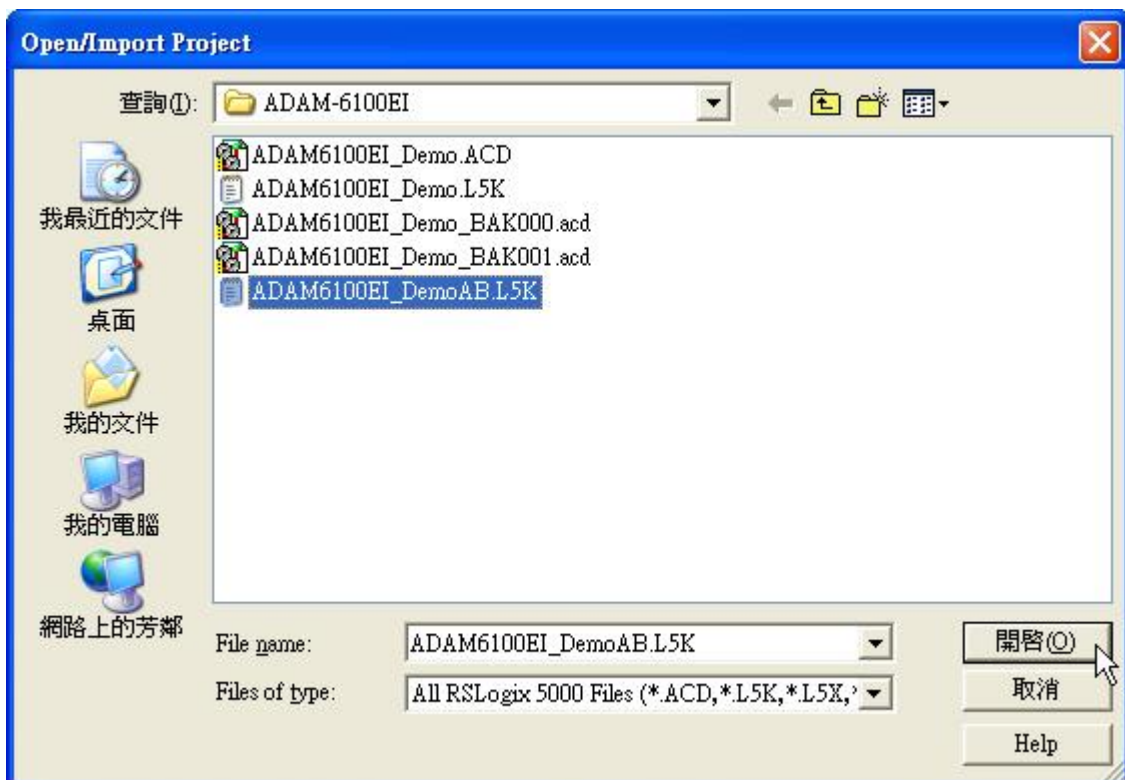 Open/Import Project
查詢(I): ADAM-6100EI
ADAM6100EI_Demo.ACD
ADAM6100EI_Demo.L5K
ADAM6100EI_Demo_BAK000.acd
ADAM6100EI_Demo_BAK001.acd
ADAM6100EI_DemoAB.L5K
我最近的文件
桌面
我的文件
我的電腦
網路上的芳鄰
File name: ADAM6100EI_DemoAB.L5K 開啓(O)
Files of type: All RSLogix 5000 Files (*.ACD,*.L5K,*.L5X,* 取消
Help